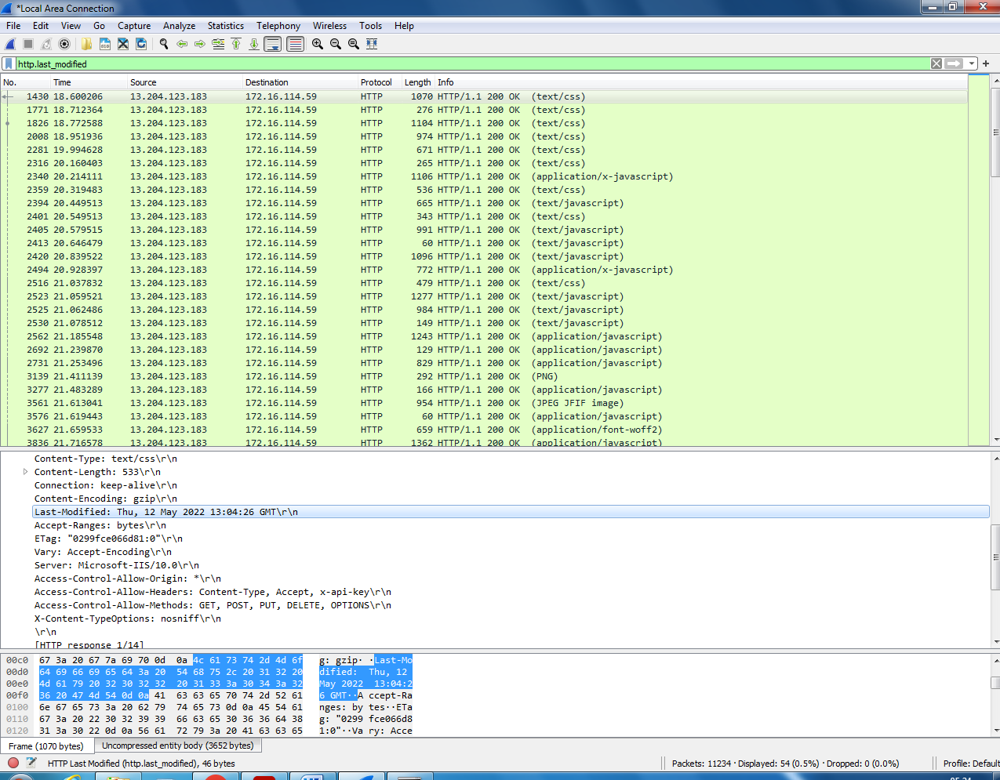 *Local Area Connection
File Edit View Go Capture Analyze Statistics Telephony Wireless Tools Help
http.last_modified
No. Time Source Destination Protocol Length Info
1430 18.600206 13.204.123.183 172.16.114.59 HTTP 1070 HTTP/1.1 200 OK (text/css)
1771 18.712364 13.204.123.183 172.16.114.59 HTTP 276 HTTP/1.1 200 OK (text/css)
1826 18.772588 13.204.123.183 172.16.114.59 HTTP 1104 HTTP/1.1 200 OK (text/css)
2008 18.951936 13.204.123.183 172.16.114.59 HTTP 974 HTTP/1.1 200 OK (text/css)
2281 19.994628 13.204.123.183 172.16.114.59 HTTP 671 HTTP/1.1 200 OK (text/css)
2316 20.160403 13.204.123.183 172.16.114.59 HTTP 265 HTTP/1.1 200 OK (text/css)
2340 20.214111 13.204.123.183 172.16.114.59 HTTP 1106 HTTP/1.1 200 OK (application/x-javascript)
2359 20.319483 13.204.123.183 172.16.114.59 HTTP 536 HTTP/1.1 200 OK (text/css)
2394 20.449513 13.204.123.183 172.16.114.59 HTTP 665 HTTP/1.1 200 OK (text/javascript)
2401 20.549513 13.204.123.183 172.16.114.59 HTTP 343 HTTP/1.1 200 OK (text/css)
2405 20.579515 13.204.123.183 172.16.114.59 HTTP 991 HTTP/1.1 200 OK (text/javascript)
2413 20.646479 13.204.123.183 172.16.114.59 HTTP 60 HTTP/1.1 200 OK (text/javascript)
2420 20.839522 13.204.123.183 172.16.114.59 HTTP 1096 HTTP/1.1 200 OK (text/javascript)
2494 20.928397 13.204.123.183 172.16.114.59 HTTP 772 HTTP/1.1 200 OK (application/x-javascript)
2516 21.037832 13.204.123.183 172.16.114.59 HTTP 479 HTTP/1.1 200 OK (text/css)
2523 21.059521 13.204.123.183 172.16.114.59 HTTP 1277 HTTP/1.1 200 OK (text/javascript)
2525 21.062486 13.204.123.183 172.16.114.59 HTTP 984 HTTP/1.1 200 OK (text/javascript)
2530 21.078512 13.204.123.183 172.16.114.59 HTTP 149 HTTP/1.1 200 OK (text/javascript)
2562 21.185548 13.204.123.183 172.16.114.59 HTTP 1243 HTTP/1.1 200 OK (application/javascript)
2692 21.239870 13.204.123.183 172.16.114.59 HTTP 129 HTTP/1.1 200 OK (application/javascript)
2731 21.253496 13.204.123.183 172.16.114.59 HTTP 829 HTTP/1.1 200 OK (application/javascript)
3139 21.411139 13.204.123.183 172.16.114.59 HTTP 292 HTTP/1.1 200 OK (PNG)
3277 21.483289 13.204.123.183 172.16.114.59 HTTP 166 HTTP/1.1 200 OK (application/javascript)
3561 21.613041 13.204.123.183 172.16.114.59 HTTP 954 HTTP/1.1 200 OK (JPEG JFIF image)
3576 21.619443 13.204.123.183 172.16.114.59 HTTP 60 HTTP/1.1 200 OK (application/javascript)
3627 21.659533 13.204.123.183 172.16.114.59 HTTP 659 HTTP/1.1 200 OK (application/font-woff2)
3836 21.716578 13.204.123.183 172.16.114.59 HTTP 1362 HTTP/1.1 200 OK (application/javascript)
Content-Type: text/css\r\n
Content-Length: 533\r\n
Connection: keep-alive\r\n
Content-Encoding: gzip\r\n
Last-Modified: Thu, 12 May 2022 13:04:26 GMT\r\n
Accept-Ranges: bytes\r\n
ETag: "0299fce066d81:0"\r\n
Vary: Accept-Encoding\r\n
Server: Microsoft-IIS/10.0\r\n
Access-Control-Allow-Origin: *\r\n
Access-Control-Allow-Headers: Content-Type, Accept, x-api-key\r\n
Access-Control-Allow-Methods: GET, POST, PUT, DELETE, OPTIONS\r\n
X-Content-TypeOptions: nosniff\r\n
\r\n
[HTTP response 1/14]
00c0 67 3a 20 67 7a 69 70 0d 0a 4c 61 73 74 2d 4d 6f g: gzip· ·Last-Mo
00d0 64 69 66 69 65 64 3a 20 54 68 75 2c 20 31 32 20 dified: Thu, 12
00e0 4d 61 79 20 32 30 32 32 20 31 33 3a 30 34 3a 32 May 2022 13:04:2
00f0 36 20 47 4d 54 0d 0a 41 63 63 65 70 74 2d 52 61 6 GMT··A ccept-Ra
0100 6e 67 65 73 3a 20 62 79 74 65 73 0d 0a 45 54 61 nges: by tes··ETa
0110 67 3a 20 22 30 32 39 39 66 63 65 30 36 36 64 38 g: "0299 fce066d8
0120 31 3a 30 22 0d 0a 56 61 72 79 3a 20 41 63 63 65 1:0"··Va ry: Acce
Frame (1070 bytes) Uncompressed entity body (3652 bytes)
HTTP Last Modified (http.last_modified), 46 bytes Packets: 11234 · Displayed: 54 (0.5%) · Dropped: 0 (0.0%) Profile: Default